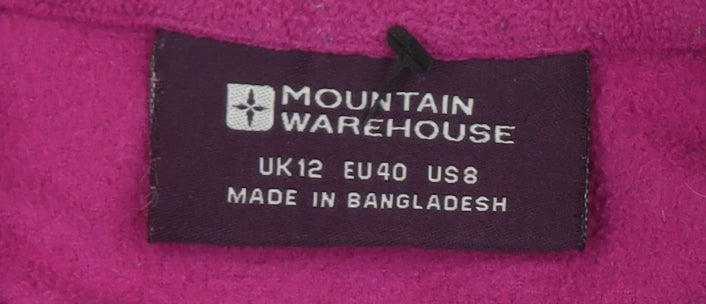 MOUNTAIN
WAREHOUSE
UK12 EU40 US8
MADE IN BANGLADESH